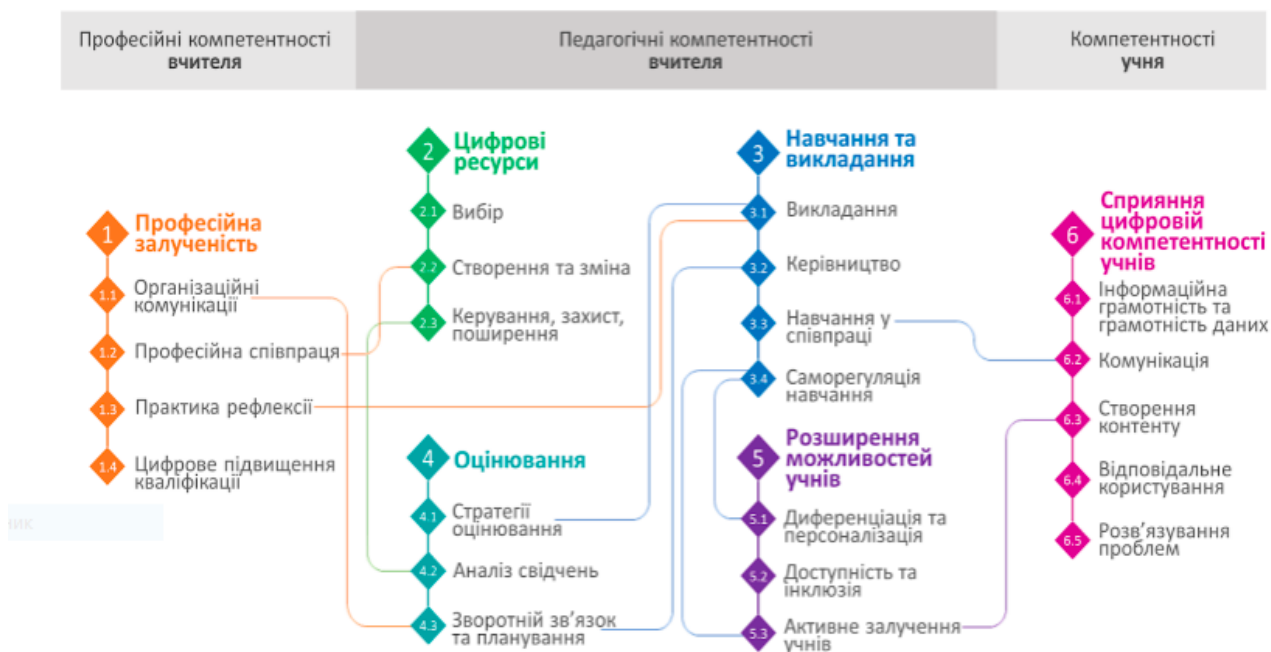 Професійні компетентності
вчителя
Педагогічні компетентності
вчителя
Компетентності
учня
1
Професійна
залученість
1.1
Організаційні
комунікації
1.2
Професійна співпраця
1.3
Практика рефлексії
1.4
Цифрове підвищення
кваліфікації
2
Цифрові
ресурси
2.1
Вибір
2.2
Створення та зміна
2.3
Керування, захист,
поширення
4
Оцінювання
4.1
Стратегії
оцінювання
4.2
Аналіз свідчень
4.3
Зворотній зв’язок
та планування
3
Навчання та
викладання
3.1
Викладання
3.2
Керівництво
3.3
Навчання у
співпраці
3.4
Саморегуляція
навчання
5
Розширення
можливостей
учнів
5.1
Диференціація та
персоналізація
5.2
Доступність та
інклюзія
5.3
Активне залучення
учнів
6
Сприяння
цифровій
компетентності
учнів
6.1
Інформаційна
грамотність та
грамотність даних
6.2
Комунікація
6.3
Створення
контенту
6.4
Відповідальне
користування
6.5
Розв’язування
проблем